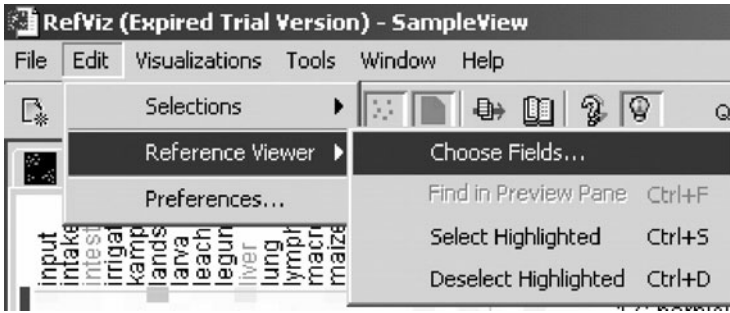 RefViz (Expired Trial Version) - SampleView
File Edit Visualizations Tools Window Help
Selections
Reference Viewer
Choose Fields...
Preferences...
Find in Preview Pane Ctrl+F
Select Highlighted Ctrl+S
Deselect Highlighted Ctrl+D
input
intake
intest
irrigat
kamp
lands
larva
leach
legun
liver
lung
lymph
macro
maize